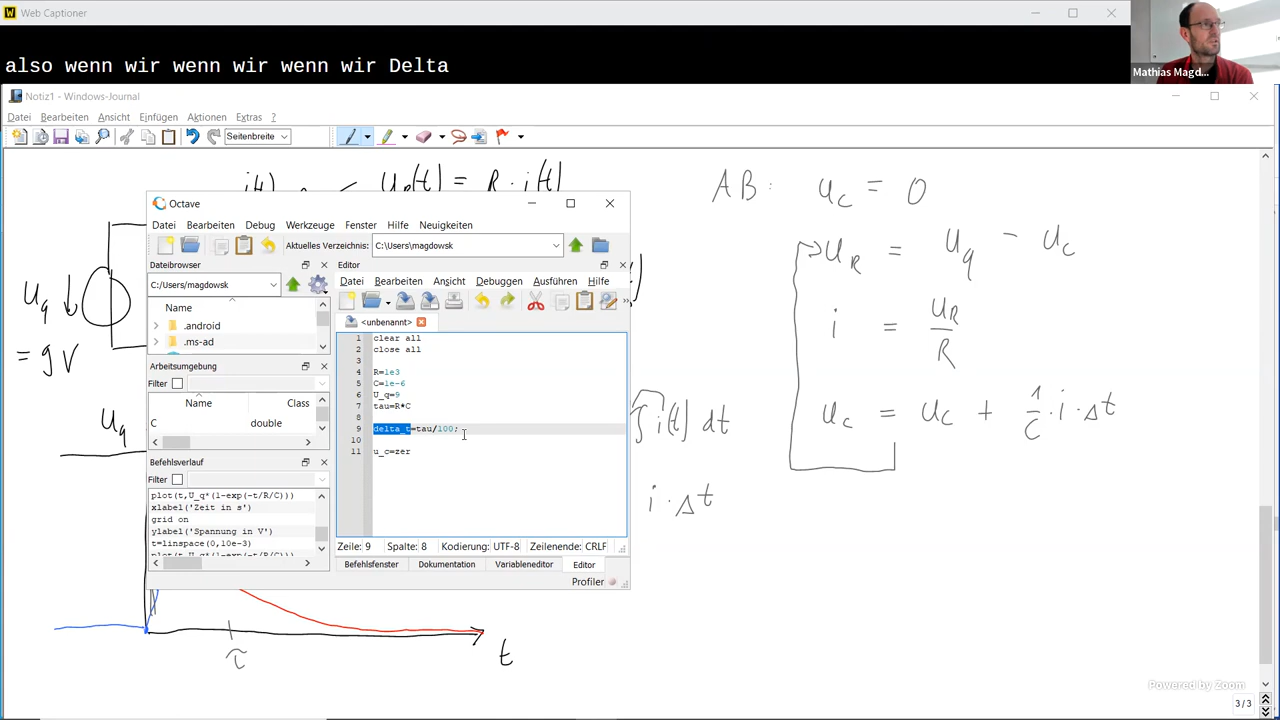 Web Captioner
also wenn wir wenn wir wenn wir Delta
Mathias Magd...
Notiz1 - Windows-Journal
Datei Bearbeiten Ansicht Einfügen Aktionen Extras ?
Seitenbreite
i(t) u_R(t) = R · i(t)
AB: u_C = 0
u_R = U_q - u_C
i = u_R / R
u_C = u_C + 1/C · i · Δt
U_q
= 9V
U_q
∫ i(t) dt
i · Δt
τ
t
Octave
Datei Bearbeiten Debug Werkzeuge Fenster Hilfe Neuigkeiten
Aktuelles Verzeichnis: C:\Users\magdowsk
Dateibrowser
C:/Users/magdowsk
Name
.android
.ms-ad
Arbeitsumgebung
Filter
Name Class
C double
Befehlsverlauf
Filter
plot(t,U_q*(1-exp(-t/R/C)))
xlabel('Zeit in s')
grid on
ylabel('Spannung in V')
t=linspace(0,10e-3)
plot(t,U_q*(1-exp(-t/R/C)))
Editor
Datei Bearbeiten Ansicht Debuggen Ausführen Hilfe
<unbenannt>
1 clear all
2 close all
3
4 R=1e3
5 C=1e-6
6 U_q=9
7 tau=R*C
8
9 delta_t=tau/100;
10
11 u_c=zer
Zeile: 9 Spalte: 8 Kodierung: UTF-8 Zeilenende: CRLF
Befehlsfenster Dokumentation Variableneditor Editor
Profiler
Powered by Zoom
3 / 3